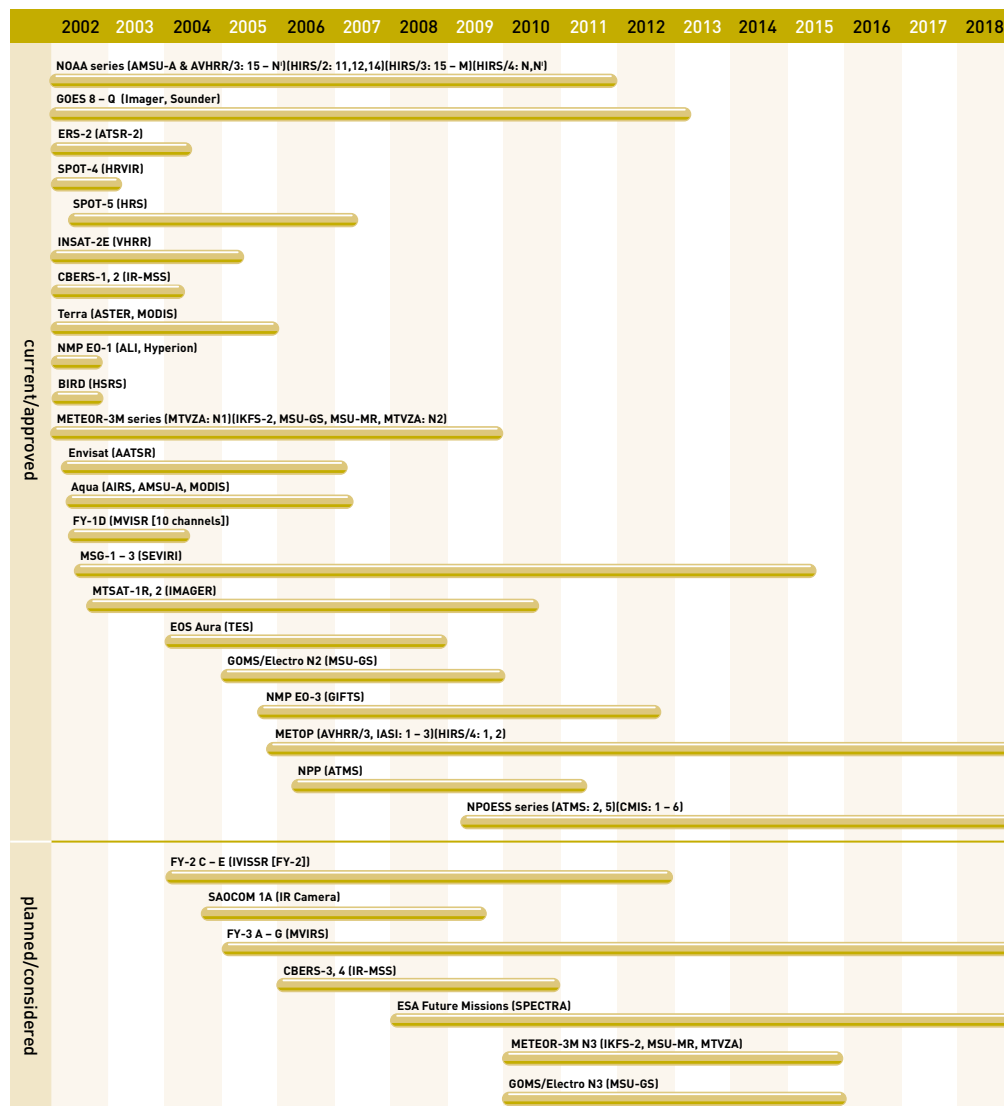 2002 2003 2004 2005 2006 2007 2008 2009 2010 2011 2012 2013 2014 2015 2016 2017 2018
current/approved
NOAA series (AMSU-A & AVHRR/3: 15 – N')(HIRS/2: 11,12,14)(HIRS/3: 15 – M)(HIRS/4: N,N')
GOES 8 – Q (Imager, Sounder)
ERS-2 (ATSR-2)
SPOT-4 (HRVIR)
SPOT-5 (HRS)
INSAT-2E (VHRR)
CBERS-1, 2 (IR-MSS)
Terra (ASTER, MODIS)
NMP EO-1 (ALI, Hyperion)
BIRD (HSRS)
METEOR-3M series (MTVZA: N1)(IKFS-2, MSU-GS, MSU-MR, MTVZA: N2)
Envisat (AATSR)
Aqua (AIRS, AMSU-A, MODIS)
FY-1D (MVISR [10 channels])
MSG-1 – 3 (SEVIRI)
MTSAT-1R, 2 (IMAGER)
EOS Aura (TES)
GOMS/Electro N2 (MSU-GS)
NMP EO-3 (GIFTS)
METOP (AVHRR/3, IASI: 1 – 3)(HIRS/4: 1, 2)
NPP (ATMS)
NPOESS series (ATMS: 2, 5)(CMIS: 1 – 6)
planned/considered
FY-2 C – E (IVISSR [FY-2])
SAOCOM 1A (IR Camera)
FY-3 A – G (MVIRS)
CBERS-3, 4 (IR-MSS)
ESA Future Missions (SPECTRA)
METEOR-3M N3 (IKFS-2, MSU-MR, MTVZA)
GOMS/Electro N3 (MSU-GS)